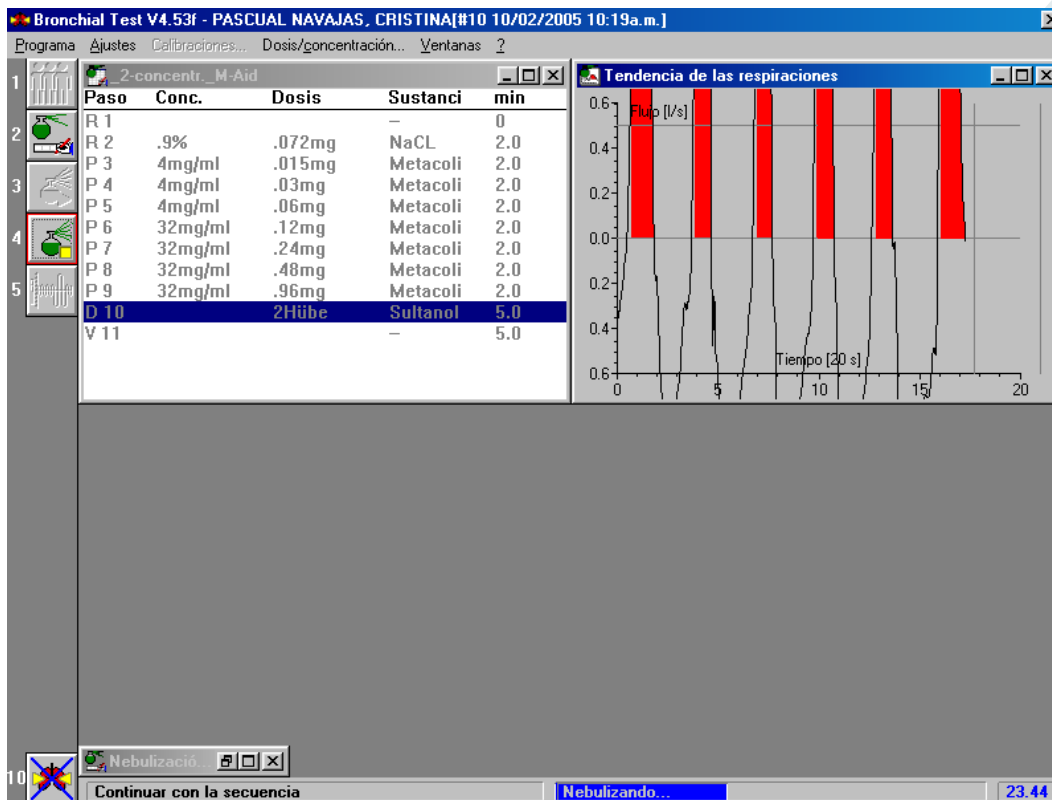 Bronchial Test V4.53f - PASCUAL NAVAJAS, CRISTINA[#10 10/02/2005 10:19a.m.]
Programa Ajustes Calibraciones... Dosis/concentración... Ventanas ?
1
2
3
4
5
10
_2-concentr._M-Aid
Paso Conc. Dosis Sustanci min
R 1 – 0
R 2 .9% .072mg NaCL 2.0
P 3 4mg/ml .015mg Metacoli 2.0
P 4 4mg/ml .03mg Metacoli 2.0
P 5 4mg/ml .06mg Metacoli 2.0
P 6 32mg/ml .12mg Metacoli 2.0
P 7 32mg/ml .24mg Metacoli 2.0
P 8 32mg/ml .48mg Metacoli 2.0
P 9 32mg/ml .96mg Metacoli 2.0
D 10 2Hübe Sultanol 5.0
V 11 – 5.0
Tendencia de las respiraciones
Flujo [l/s]
0.6
0.4
0.2
0.0
0.2
0.4
0.6
Tiempo [20 s]
0 5 10 15 20
Nebulizació...
Continuar con la secuencia Nebulizando... 23.44